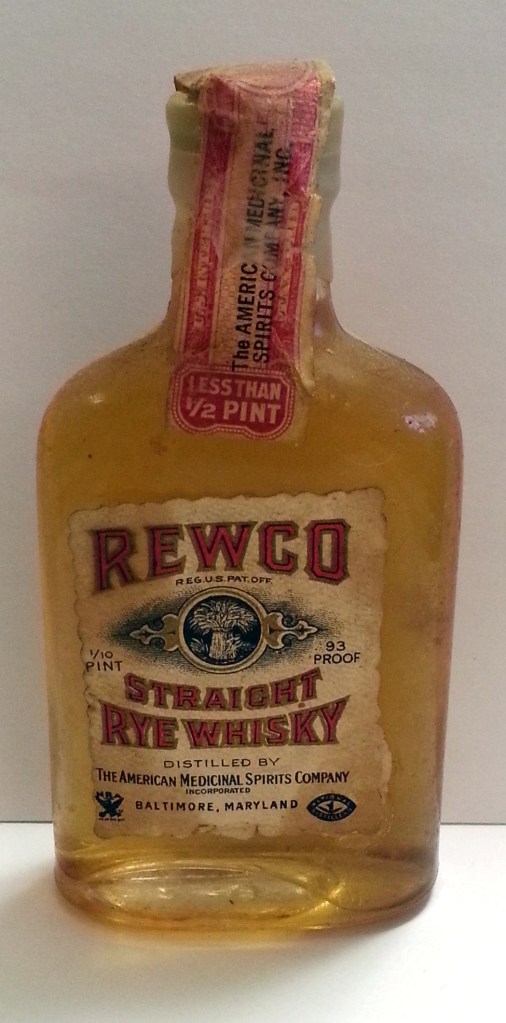 The AMERICAN MEDICINAL
SPIRITS COMPANY, INC.
LESS THAN
1/2 PINT
REWCO
REG.U.S.PAT.OFF.
1/10
PINT
93
PROOF
STRAIGHT
RYE WHISKY
DISTILLED BY
THE AMERICAN MEDICINAL SPIRITS COMPANY
INCORPORATED
BALTIMORE, MARYLAND